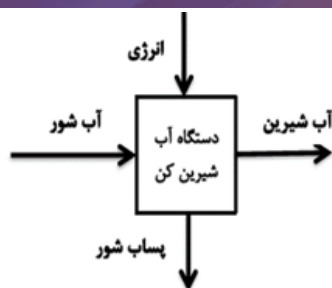 انرژی
آب شور
دستگاه آب
شیرین کن
آب شیرین
پساب شور